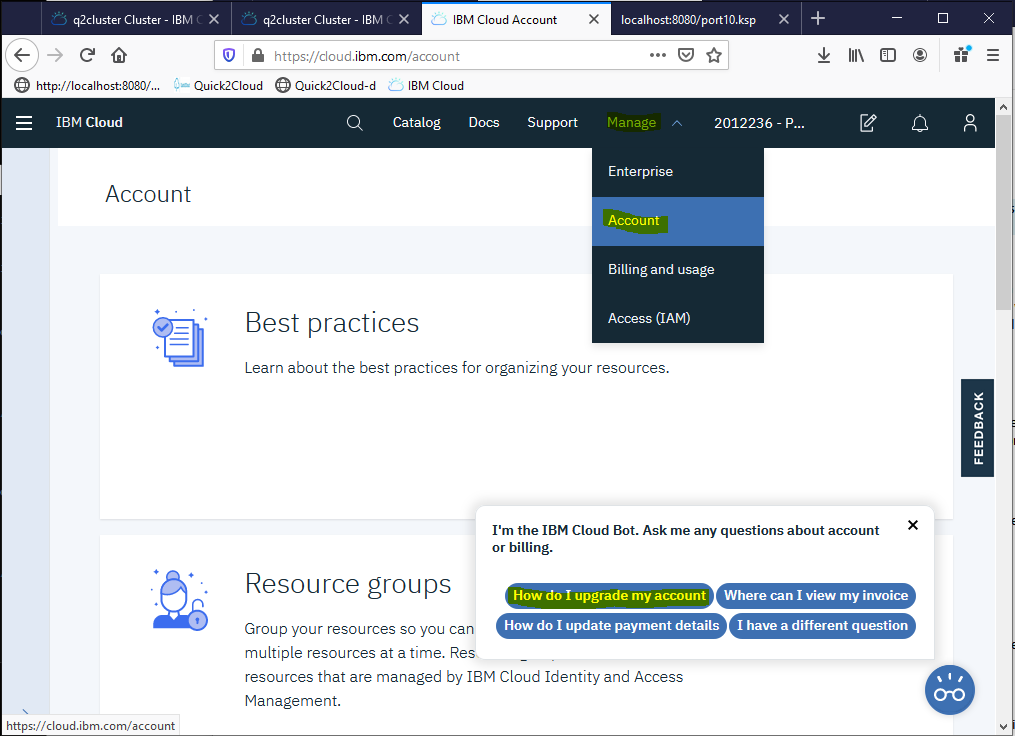 q2cluster Cluster - IBM C
q2cluster Cluster - IBM C
IBM Cloud Account
localhost:8080/port10.ksp
https://cloud.ibm.com/account
http://localhost:8080/...
Quick2Cloud
Quick2Cloud-d
IBM Cloud
IBM Cloud
Catalog
Docs
Support
Manage
2012236 - P...
Enterprise
Account
Billing and usage
Access (IAM)
Account
Best practices
Learn about the best practices for organizing your resources.
FEEDBACK
Resource groups
Group your resources so you can
multiple resources at a time.
resources that are managed by IBM Cloud Identity and Access
Management.
I'm the IBM Cloud Bot. Ask me any questions about account
or billing.
How do I upgrade my account
Where can I view my invoice
How do I update payment details
I have a different question
https://cloud.ibm.com/account